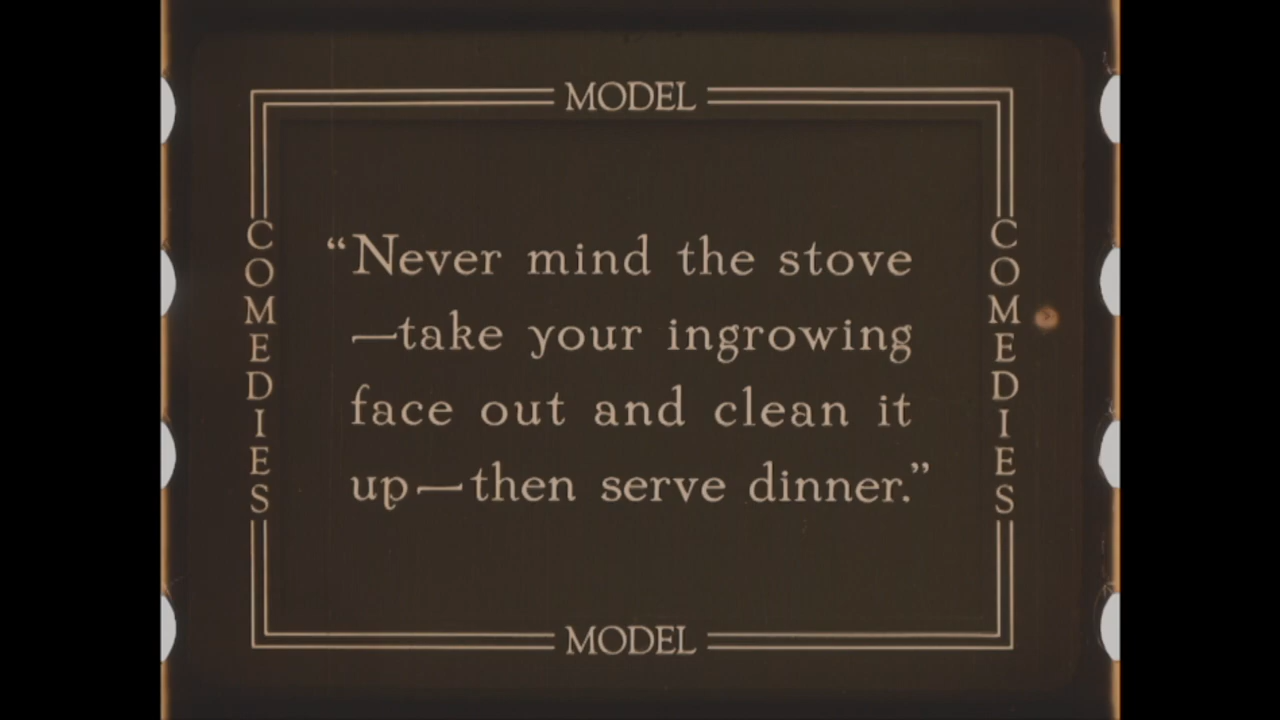 MODEL
COMEDIES
COMEDIES
“Never mind the stove
—take your ingrowing
face out and clean it
up—then serve dinner.”
MODEL